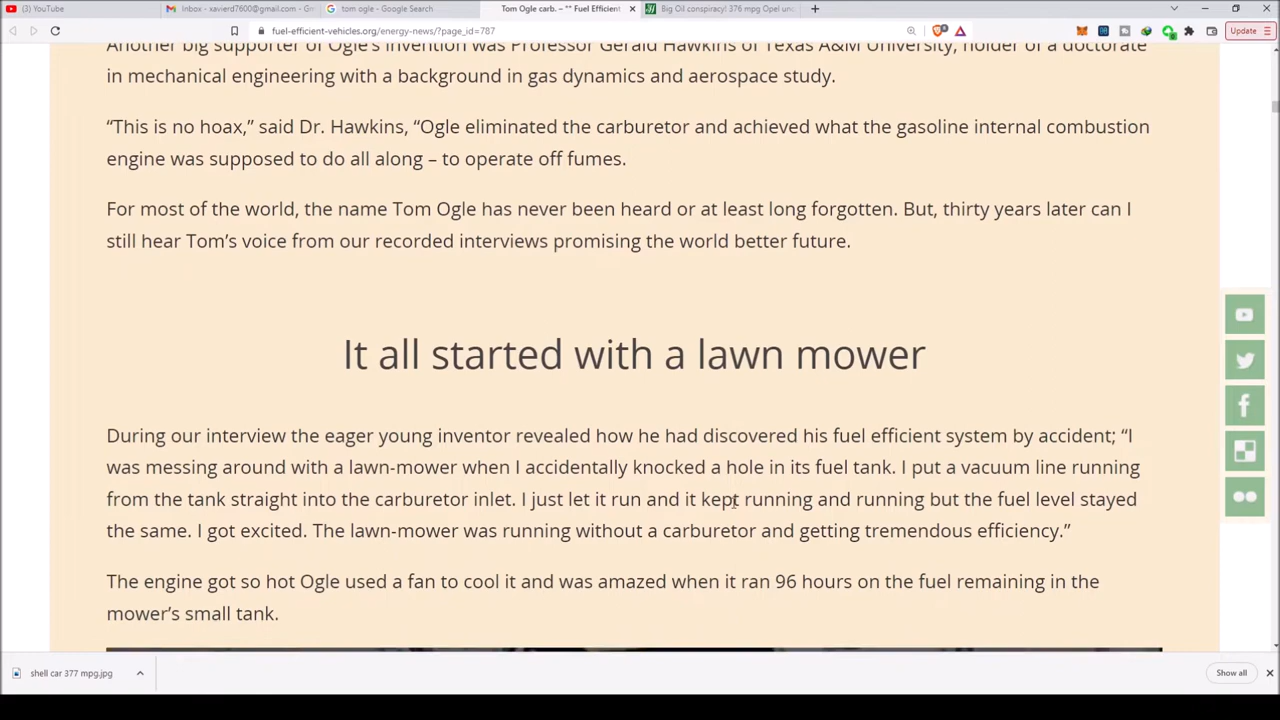 (3) YouTube
Inbox - xavierd7600@gmail.com - Gm
tom ogle - Google Search
Tom Ogle carb. – ** Fuel Efficient
Big Oil conspiracy! 376 mpg Opel unc
fuel-efficient-vehicles.org/energy-news/?page_id=787
Update
Another big supporter of Ogle's invention was Professor Gerald Hawkins of Texas A&M University, holder of a doctorate
in mechanical engineering with a background in gas dynamics and aerospace study.
“This is no hoax,” said Dr. Hawkins, “Ogle eliminated the carburetor and achieved what the gasoline internal combustion
engine was supposed to do all along – to operate off fumes.
For most of the world, the name Tom Ogle has never been heard or at least long forgotten. But, thirty years later can I
still hear Tom’s voice from our recorded interviews promising the world better future.
It all started with a lawn mower
During our interview the eager young inventor revealed how he had discovered his fuel efficient system by accident; “I
was messing around with a lawn-mower when I accidentally knocked a hole in its fuel tank. I put a vacuum line running
from the tank straight into the carburetor inlet. I just let it run and it kept running and running but the fuel level stayed
the same. I got excited. The lawn-mower was running without a carburetor and getting tremendous efficiency.”
The engine got so hot Ogle used a fan to cool it and was amazed when it ran 96 hours on the fuel remaining in the
mower’s small tank.
shell car 377 mpg.jpg
Show all